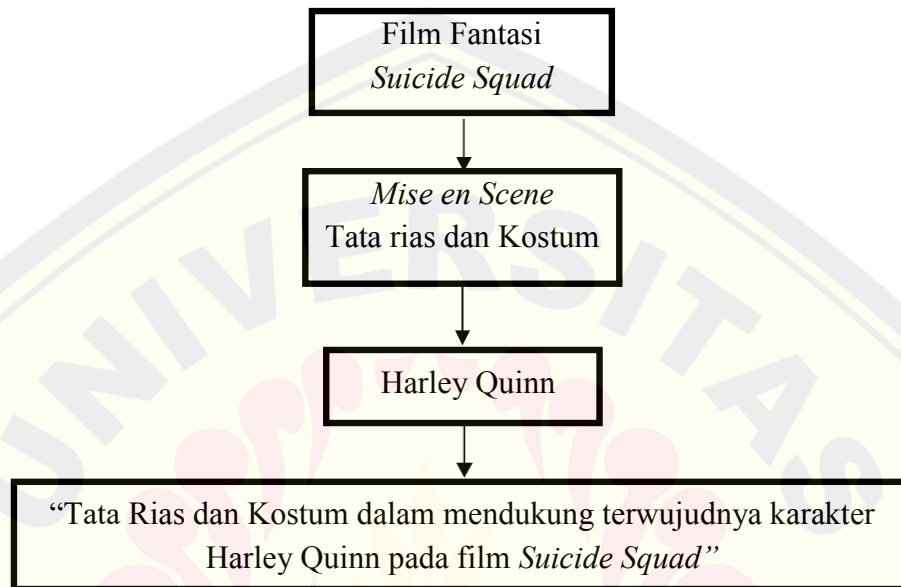 Film Fantasi
Suicide Squad
Mise en Scene
Tata rias dan Kostum
UNIVERSITAS
Harley Quinn
“Tata Rias dan Kostum dalam mendukung terwujudnya karakter
Harley Quinn pada film Suicide Squad”